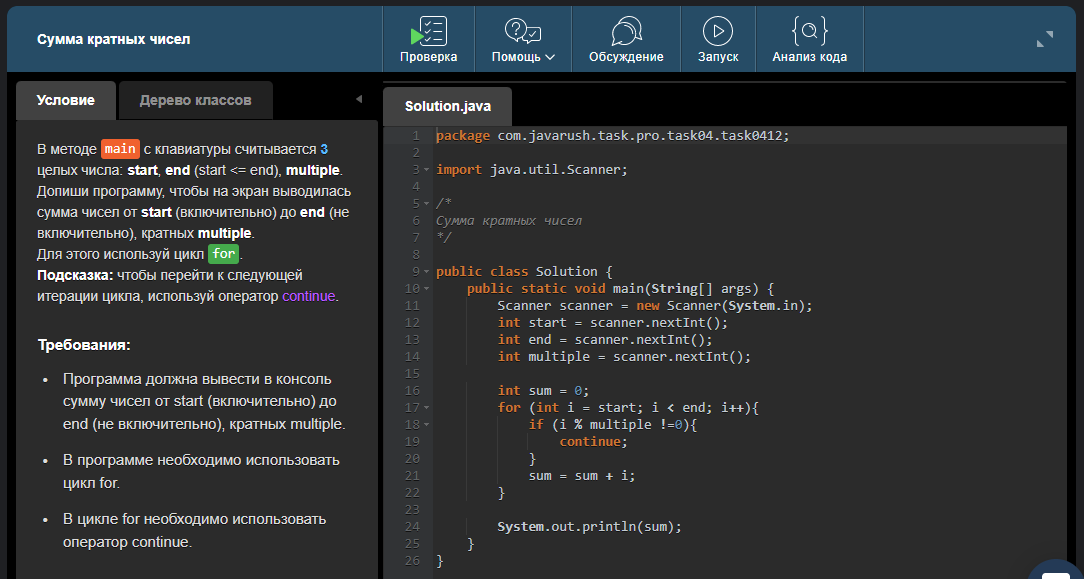 Сумма кратных чисел
Проверка
Помощь
Обсуждение
Запуск
Анализ кода
Условие
Дерево классов
В методе main с клавиатуры считывается 3
целых числа: start, end (start <= end), multiple.
Допиши программу, чтобы на экран выводилась
сумма чисел от start (включительно) до end (не
включительно), кратных multiple.
Для этого используй цикл for.
Подсказка: чтобы перейти к следующей
итерации цикла, используй оператор continue.
Требования:
• Программа должна вывести в консоль
сумму чисел от start (включительно) до
end (не включительно), кратных multiple.
• В программе необходимо использовать
цикл for.
• В цикле for необходимо использовать
оператор continue.
Solution.java
1 package com.javarush.task.pro.task04.task0412;
2
3 import java.util.Scanner;
4
5 /*
6 Сумма кратных чисел
7 */
8
9 public class Solution {
10 public static void main(String[] args) {
11 Scanner scanner = new Scanner(System.in);
12 int start = scanner.nextInt();
13 int end = scanner.nextInt();
14 int multiple = scanner.nextInt();
15
16 int sum = 0;
17 for (int i = start; i < end; i++){
18 if (i % multiple !=0){
19 continue;
20 }
21 sum = sum + i;
22 }
23
24 System.out.println(sum);
25 }
26 }